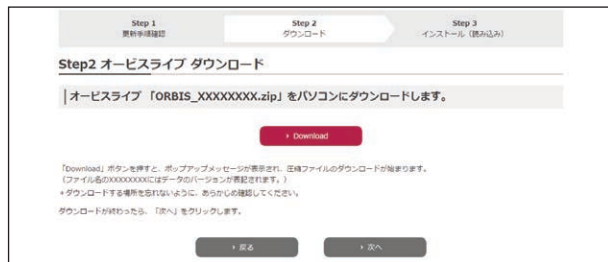 Step 1
更新手順確認
Step 2
ダウンロード
Step 3
インストール（読み込み）
Step2 オービスライブ ダウンロード
オービスライブ 「ORBIS_XXXXXXXX.zip」をパソコンにダウンロードします。
Download
「Download」ボタンを押すと、ポップアップメッセージが表示され、圧縮ファイルのダウンロードが始まります。
（ファイル名のXXXXXXXXにはデータのバージョンが表記されます。）
※ダウンロードする場所を忘れないように、あらかじめ確認してください。
ダウンロードが終わったら、「次へ」をクリックします。
戻る
次へ